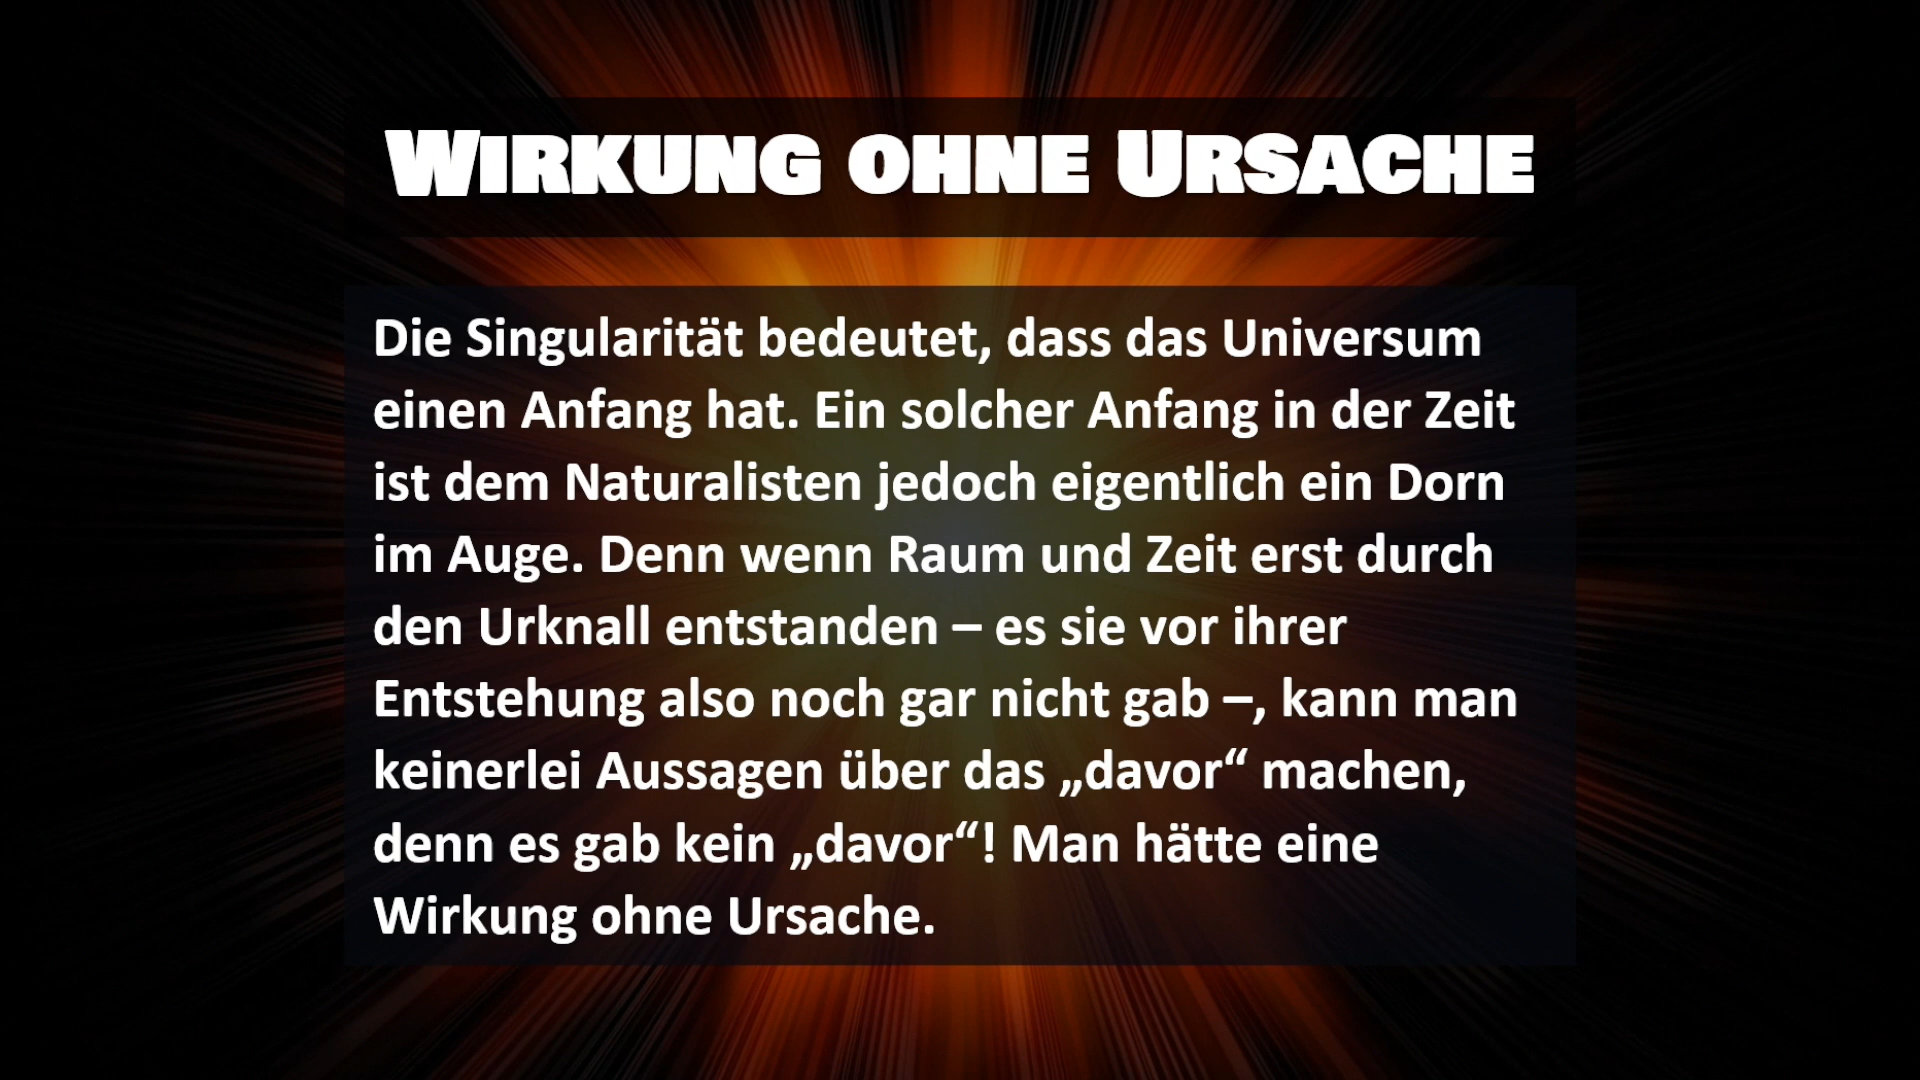 Wirkung ohne Ursache
Die Singularität bedeutet, dass das Universum
einen Anfang hat. Ein solcher Anfang in der Zeit
ist dem Naturalisten jedoch eigentlich ein Dorn
im Auge. Denn wenn Raum und Zeit erst durch
den Urknall entstanden – es sie vor ihrer
Entstehung also noch gar nicht gab –, kann man
keinerlei Aussagen über das „davor“ machen,
denn es gab kein „davor“! Man hätte eine
Wirkung ohne Ursache.